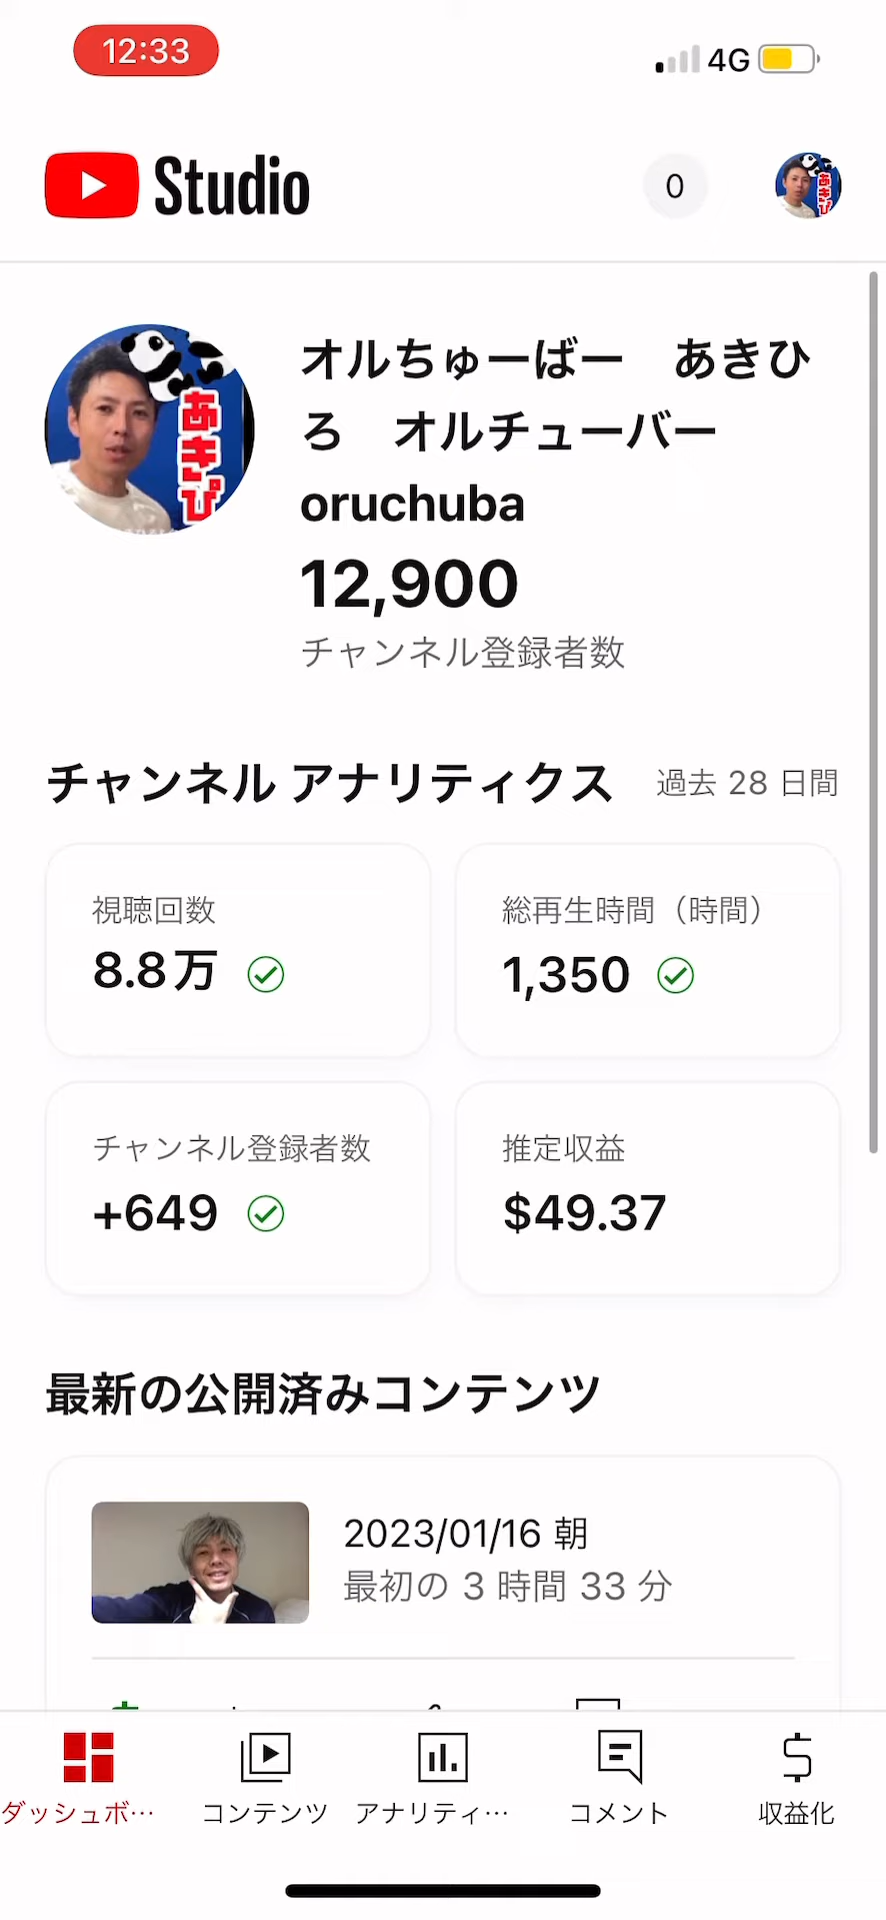 12:33
4G
Studio
0
あきぴ
オルちゅーばー　あきひ
ろ　オルチューバー
oruchuba
12,900
チャンネル登録者数
チャンネル アナリティクス 過去 28 日間
視聴回数
8.8万
総再生時間（時間）
1,350
チャンネル登録者数
+649
推定収益
$49.37
最新の公開済みコンテンツ
2023/01/16 朝
最初の 3 時間 33 分
ダッシュボ…
コンテンツ
アナリティ…
コメント
収益化